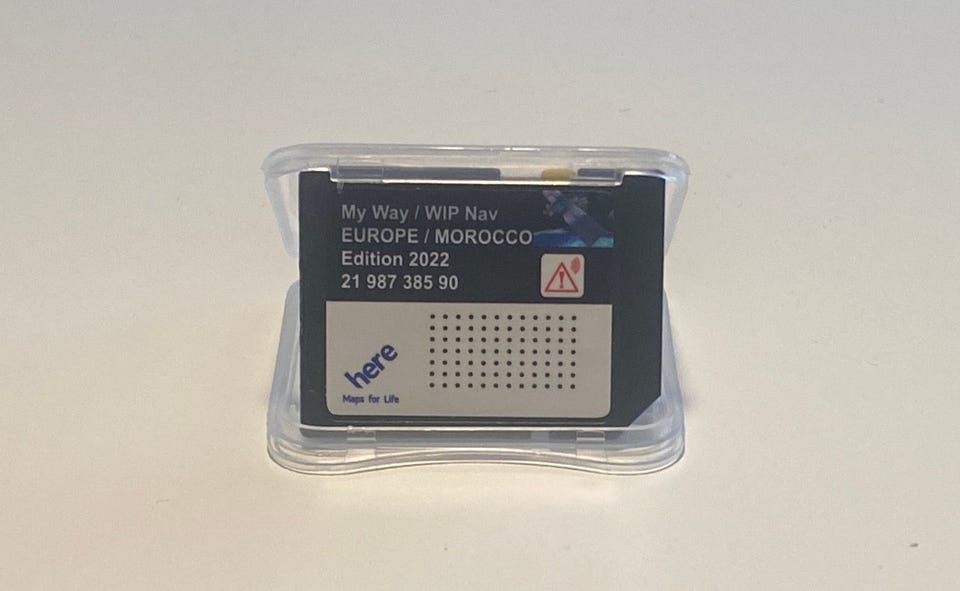 My Way / WIP Nav
EUROPE / MOROCCO
Edition 2022
21 987 385 90
here
Maps for Life